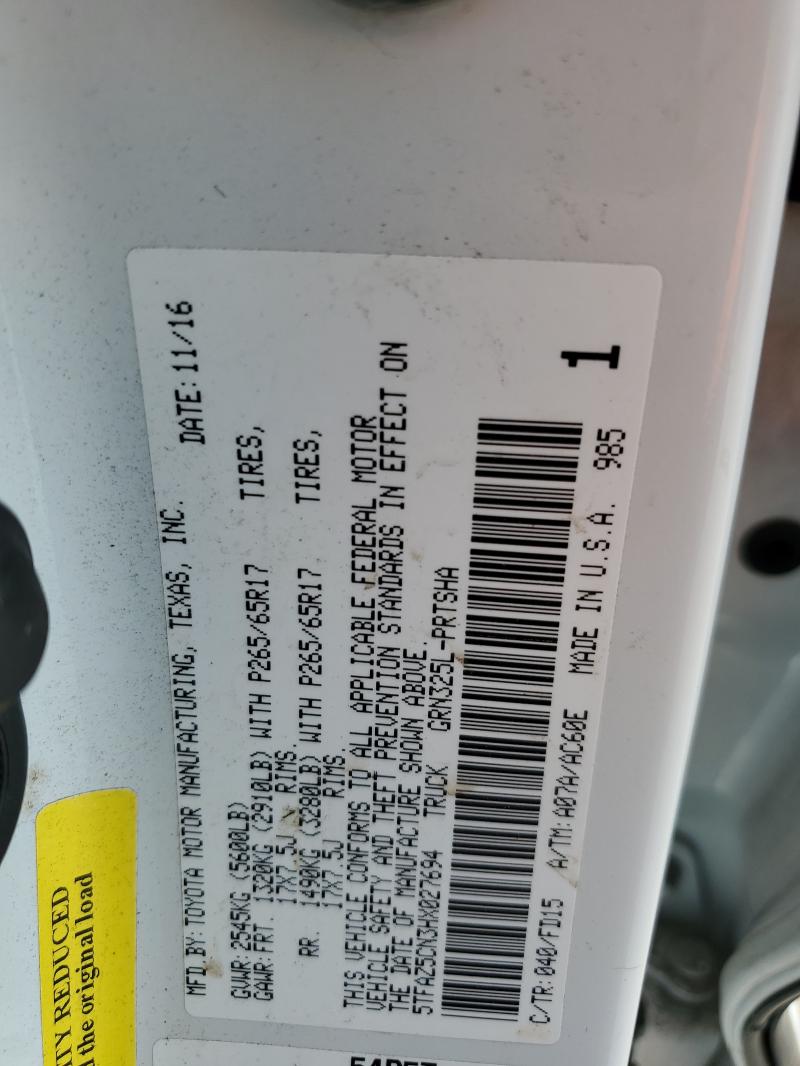 MFD.BY:TOYOTA MOTOR MANUFACTURING, TEXAS, INC. DATE:11/16
GVWR:2545KG (5600LB)
GAWR:FRT. 1320KG (2910LB) WITH P265/65R17 TIRES,
17X7.5J RIMS.
RR. 1490KG (3280LB) WITH P265/65R17 TIRES,
17X7.5J RIMS.
THIS VEHICLE CONFORMS TO ALL APPLICABLE FEDERAL MOTOR
VEHICLE SAFETY AND THEFT PREVENTION STANDARDS IN EFFECT ON
THE DATE OF MANUFACTURE SHOWN ABOVE.
5TFAZ5CN3HX027694 TRUCK GRN325L-PRTSHA
C/TR:040/FD15 A/TM:A07A/AC60E MADE IN U.S.A. 985
1
REDUCED
the original load